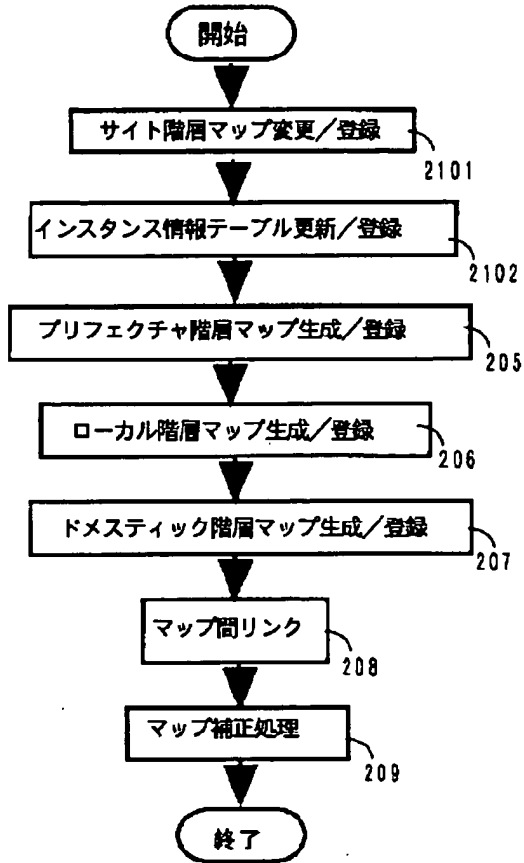 開始
サイト階層マップ変更／登録
2101
インスタンス情報テーブル更新／登録
2102
プリフェクチャ階層マップ生成／登録
205
ローカル階層マップ生成／登録
206
ドメスティック階層マップ生成／登録
207
マップ間リンク
208
マップ補正処理
209
終了